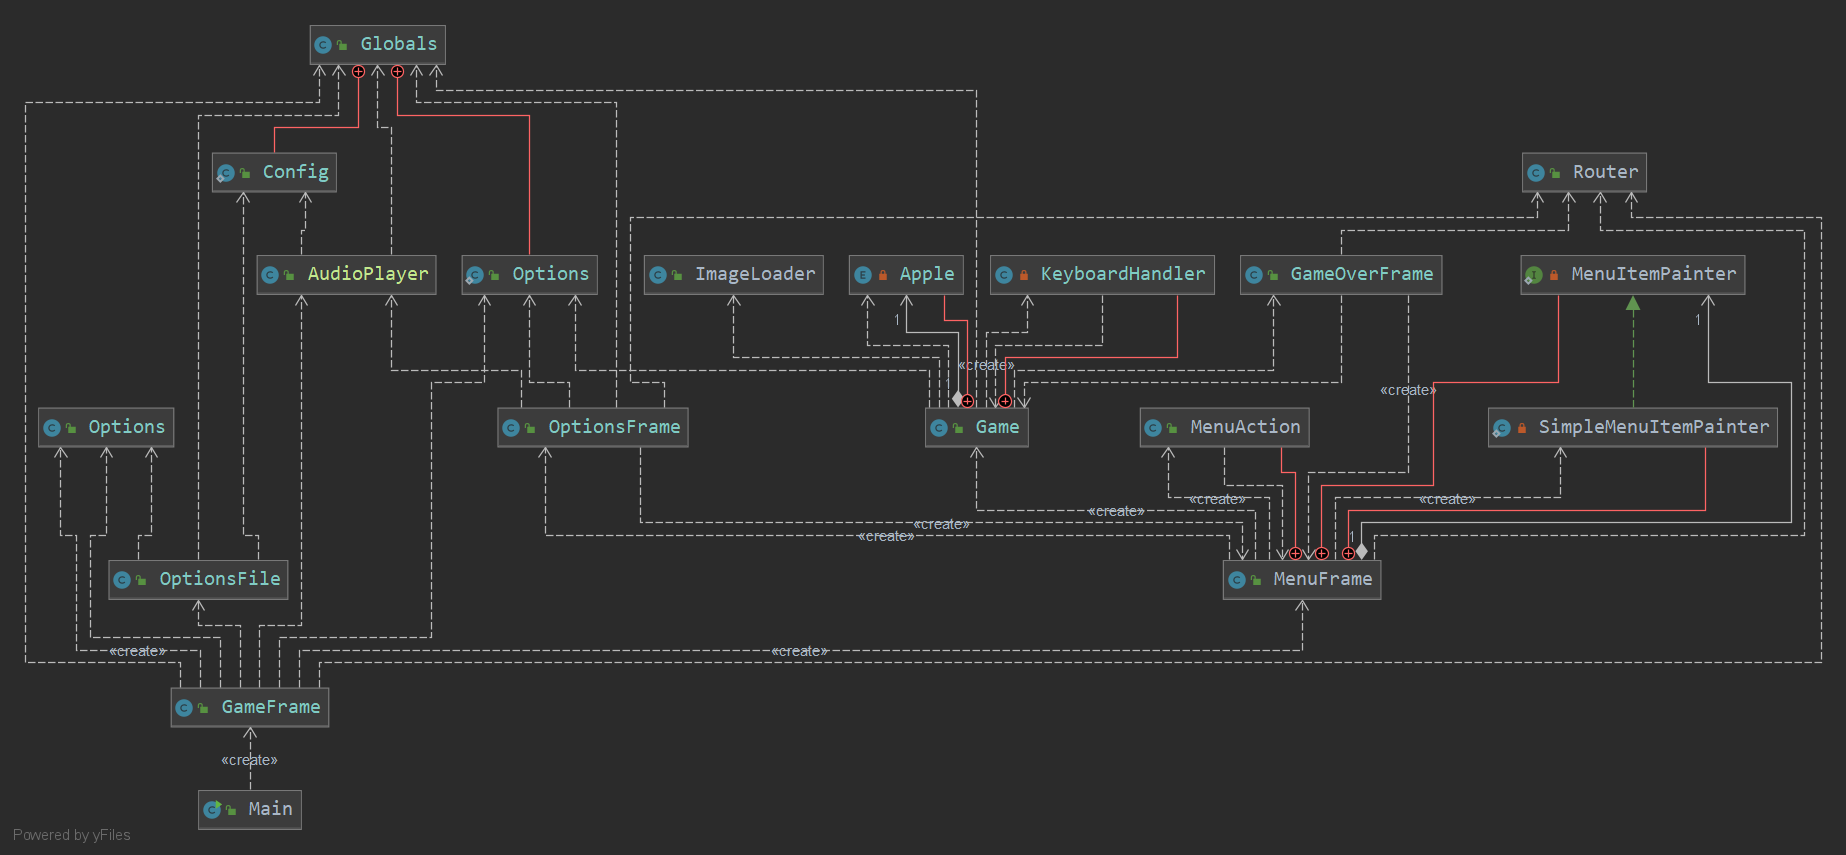 Globals
Config
Router
AudioPlayer
Options
ImageLoader
Apple
KeyboardHandler
GameOverFrame
MenuItemPainter
1
1
«create»
1
«create»
Options
OptionsFrame
Game
MenuAction
SimpleMenuItemPainter
«create»
«create»
«create»
«create»
«create»
1
OptionsFile
MenuFrame
«create»
«create»
GameFrame
«create»
Main
Powered by yFiles